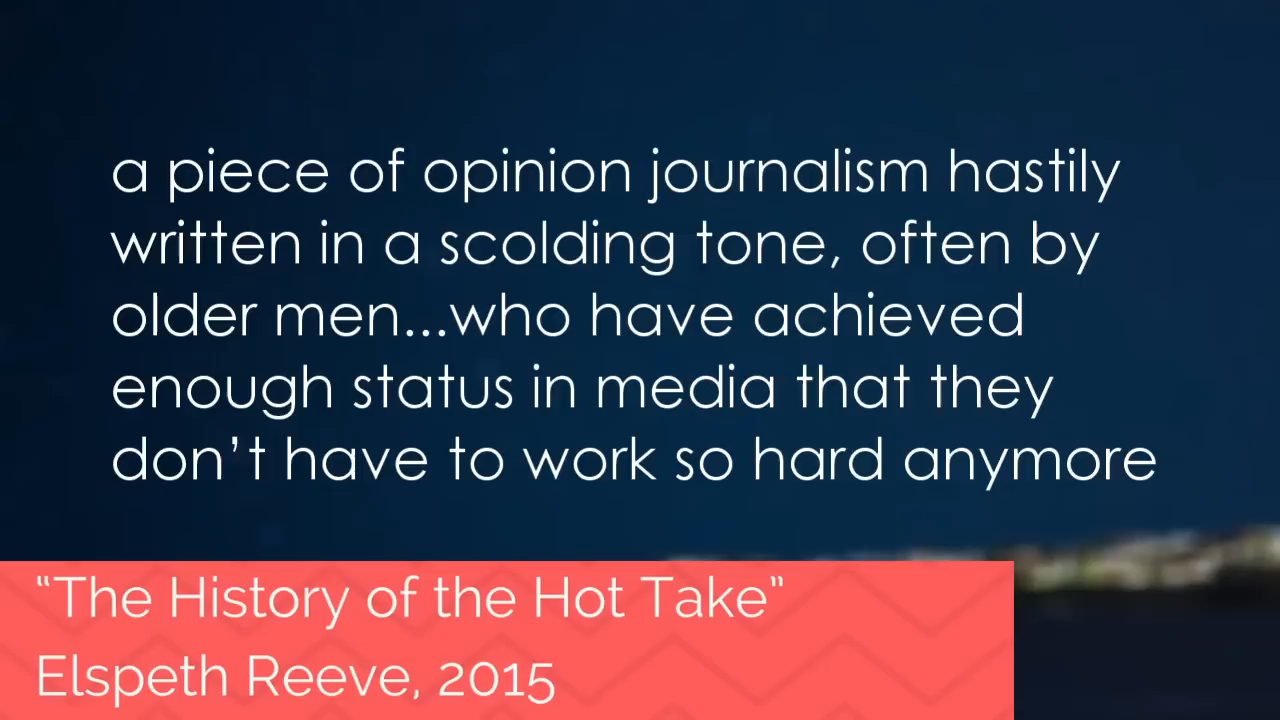 a piece of opinion journalism hastily
written in a scolding tone, often by
older men...who have achieved
enough status in media that they
don’t have to work so hard anymore
“The History of the Hot Take”
Elspeth Reeve, 2015